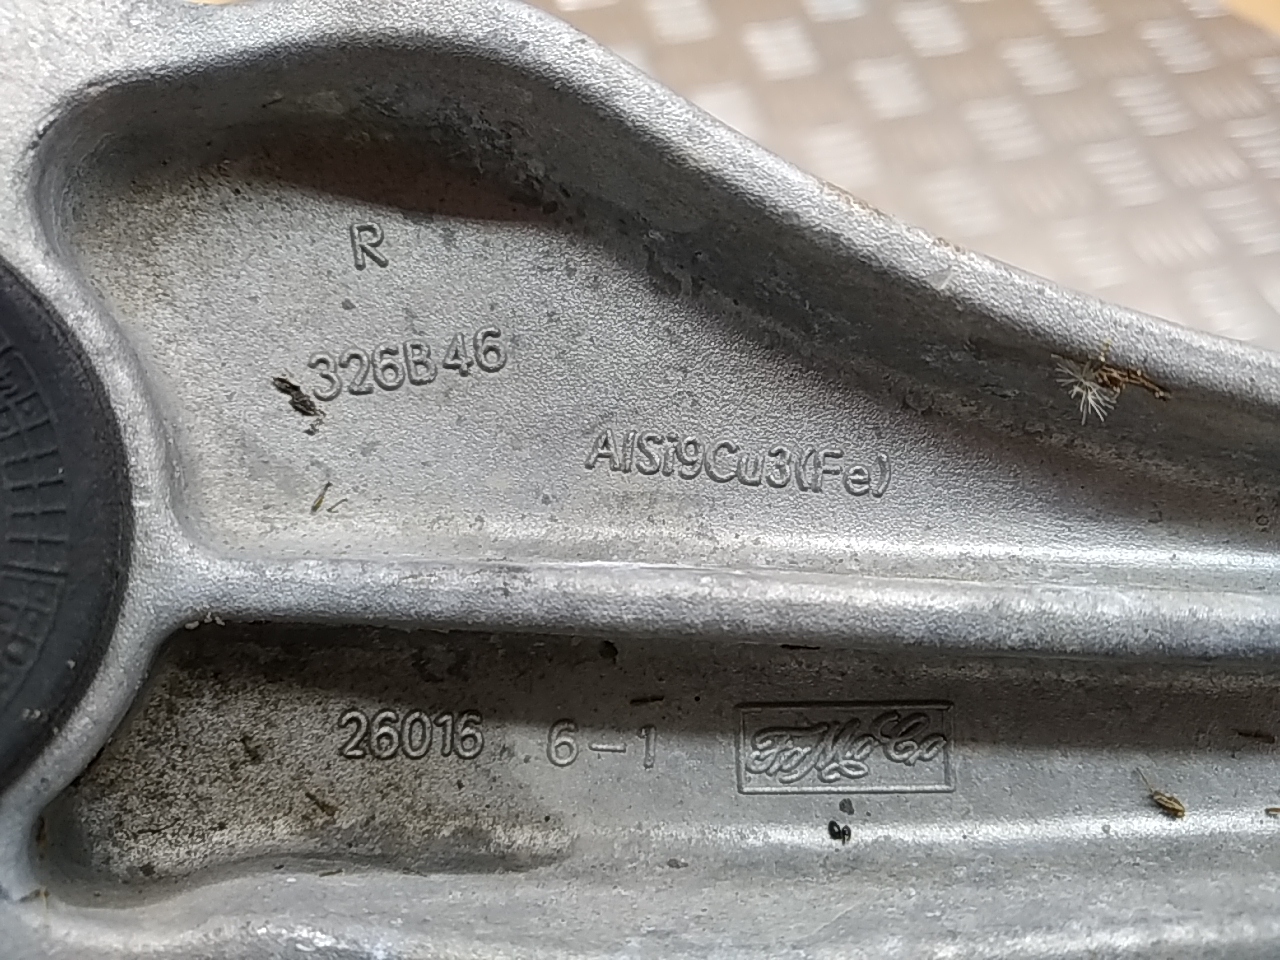 R
326B46
AlSi9Cu3(Fe)
26016 6-1
FoMoCo